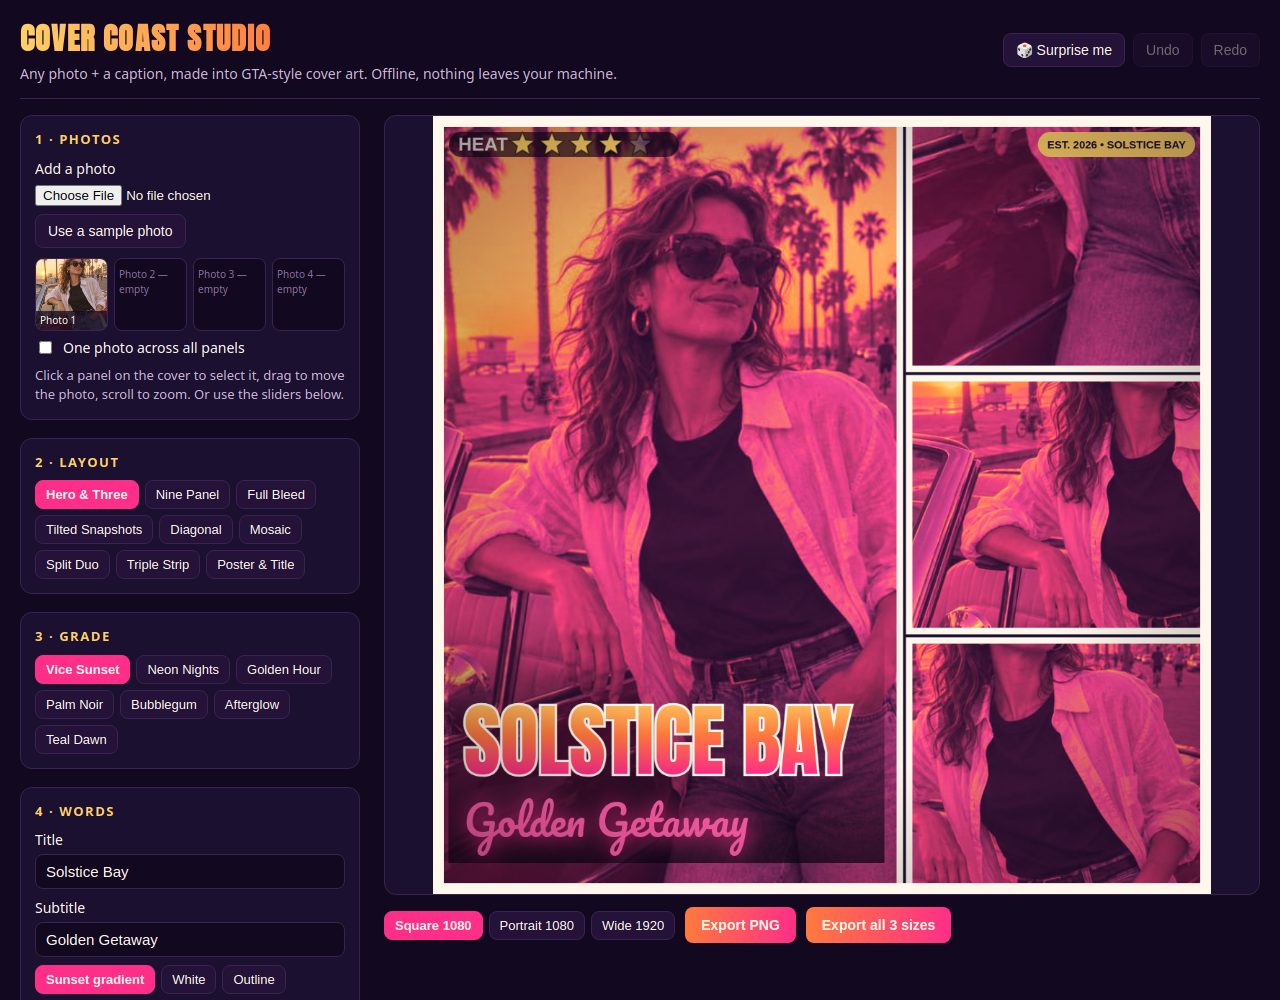 COVER COAST STUDIO
Any photo + a caption, made into GTA-style cover art. Offline, nothing leaves your machine.
🎲 Surprise me
Undo
Redo
1 · PHOTOS
Add a photo
Choose File No file chosen
Use a sample photo
Photo 1
Photo 2 —
empty
Photo 3 —
empty
Photo 4 —
empty
One photo across all panels
Click a panel on the cover to select it, drag to move
the photo, scroll to zoom. Or use the sliders below.
2 · LAYOUT
Hero & Three
Nine Panel
Full Bleed
Tilted Snapshots
Diagonal
Mosaic
Split Duo
Triple Strip
Poster & Title
3 · GRADE
Vice Sunset
Neon Nights
Golden Hour
Palm Noir
Bubblegum
Afterglow
Teal Dawn
4 · WORDS
Title
Solstice Bay
Subtitle
Golden Getaway
Sunset gradient
White
Outline
HEAT
EST. 2026 • SOLSTICE BAY
SOLSTICE BAY
Golden Getaway
Square 1080
Portrait 1080
Wide 1920
Export PNG
Export all 3 sizes